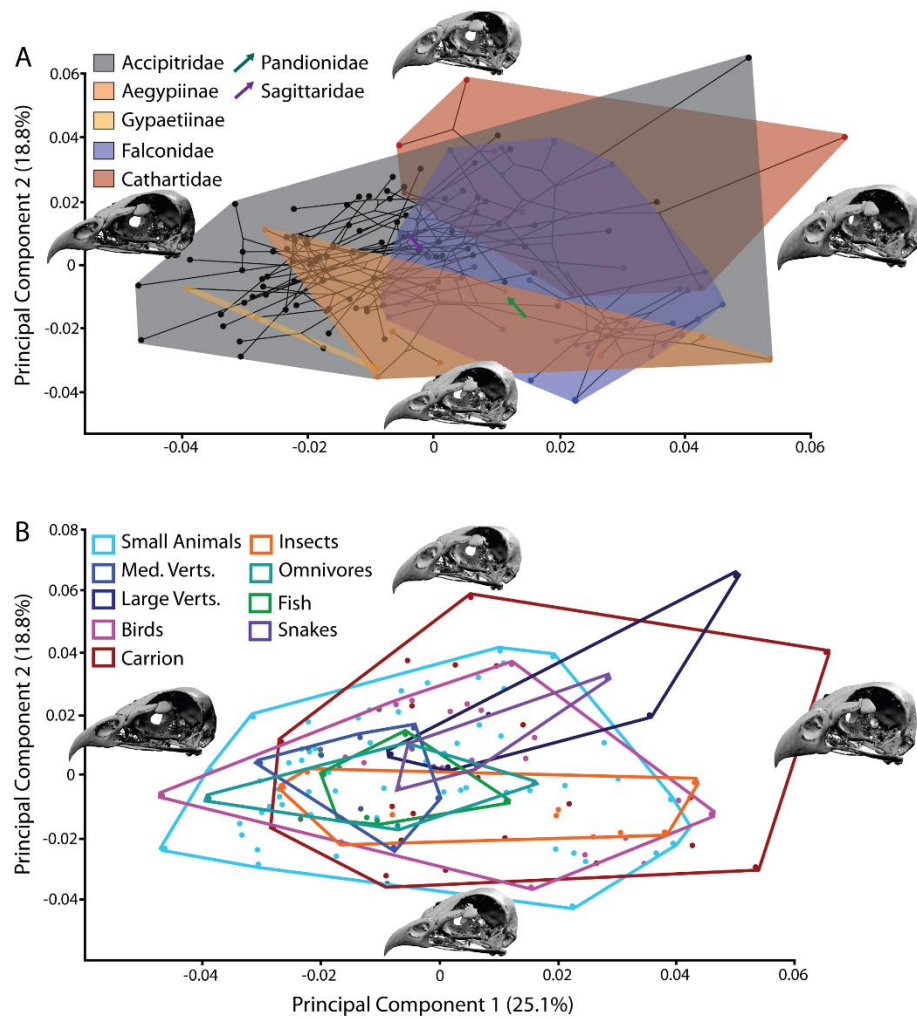 A
0.06
0.04
0.02
0
-0.02
-0.04
Principal Component 2 (18.8%)
Accipitridae
Aegypiinae
Gypaetiinae
Falconidae
Cathartidae
Pandionidae
Sagittaridae
-0.04 -0.02 0 0.02 0.04 0.06
B
0.08
0.06
0.04
0.02
0
-0.02
-0.04
Principal Component 2 (18.8%)
Small Animals
Med. Verts.
Large Verts.
Birds
Carrion
Insects
Omnivores
Fish
Snakes
-0.04 -0.02 0 0.02 0.04 0.06
Principal Component 1 (25.1%)